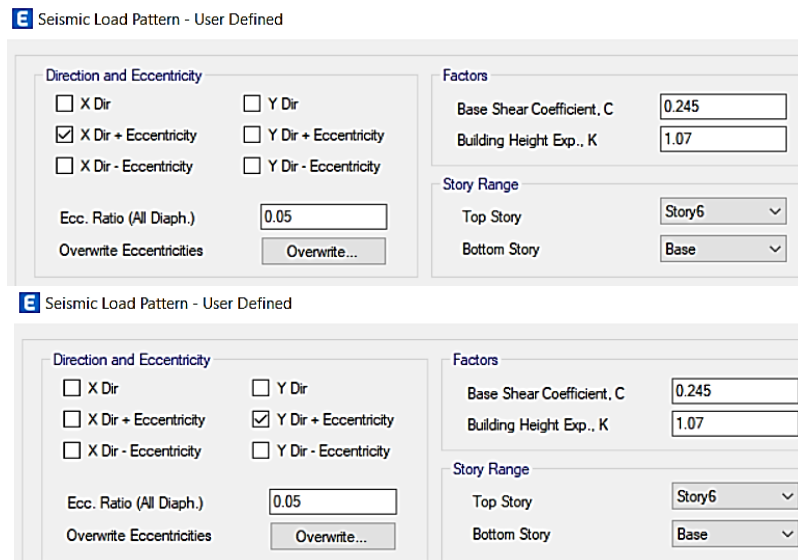 E Seismic Load Pattern - User Defined
Direction and Eccentricity
X Dir
Y Dir
X Dir + Eccentricity
Y Dir + Eccentricity
X Dir - Eccentricity
Y Dir - Eccentricity
Ecc. Ratio (All Diaph.)
0.05
Overwrite Eccentricities
Overwrite...
Factors
Base Shear Coefficient, C
0.245
Building Height Exp., K
1.07
Story Range
Top Story
Story6
Bottom Story
Base
E Seismic Load Pattern - User Defined
Direction and Eccentricity
X Dir
Y Dir
X Dir + Eccentricity
Y Dir + Eccentricity
X Dir - Eccentricity
Y Dir - Eccentricity
Ecc. Ratio (All Diaph.)
0.05
Overwrite Eccentricities
Overwrite...
Factors
Base Shear Coefficient, C
0.245
Building Height Exp., K
1.07
Story Range
Top Story
Story6
Bottom Story
Base